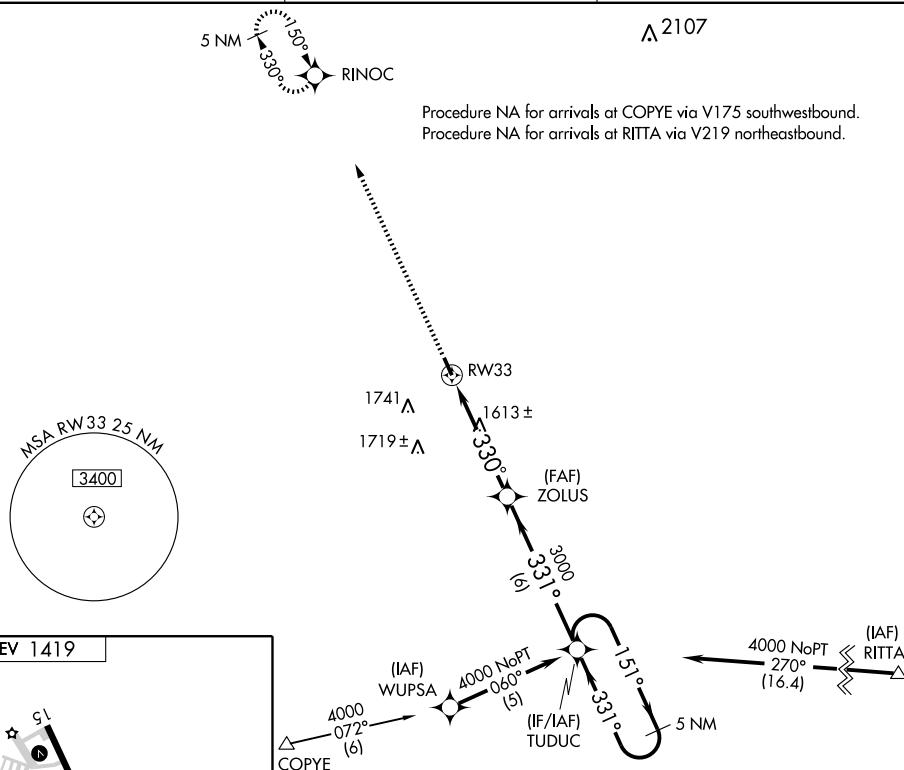 2107
5 NM
150°
330°
RINOC
Procedure NA for arrivals at COPYE via V175 southwestbound.
Procedure NA for arrivals at RITTA via V219 northeastbound.
RW33
1741
1613 ±
1719 ±
330°
(FAF)
ZOLUS
MSA RW33 25 NM
3400
3000
331°
(6)
EV 1419
15
(IAF)
WUPSA
4000 NoPT
060°
(5)
4000
072°
(6)
COPYE
(IF/IAF)
TUDUC
151°
331°
5 NM
4000 NoPT
270°
(16.4)
(IAF)
RITTA